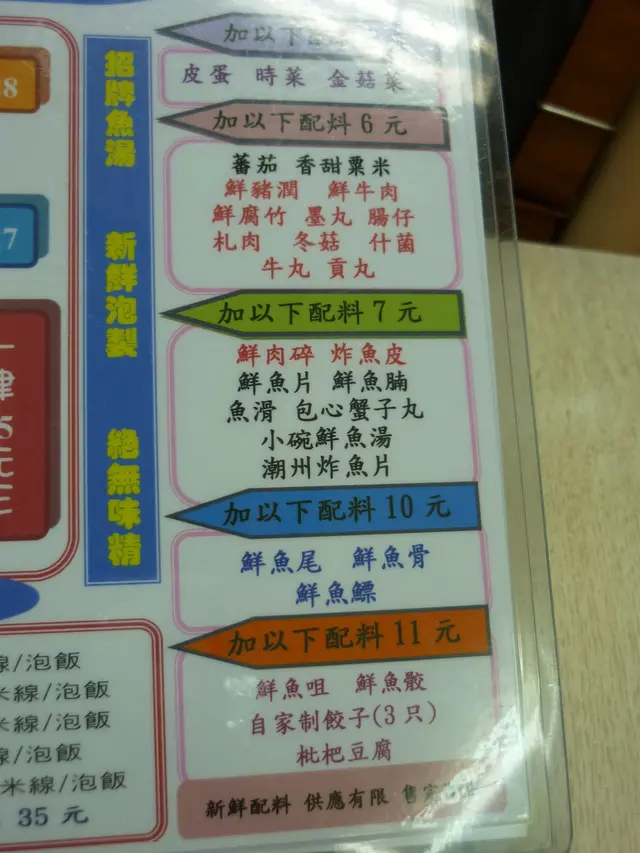 8
7
一律
5
元
招牌魚湯 新鮮泡製 絕無味精
加以下配
皮蛋 時菜 金菇菜
加以下配料 6 元
蕃茄 香甜粟米
鮮豬潤 鮮牛肉
鮮腐竹 墨丸 腸仔
札肉 冬菇 什菌
牛丸 貢丸
加以下配料 7 元
鮮肉碎 炸魚皮
鮮魚片 鮮魚腩
魚滑 包心蟹子丸
小碗鮮魚湯
潮州炸魚片
加以下配料 10 元
鮮魚尾 鮮魚骨
鮮魚鰾
加以下配料 11 元
鮮魚咀 鮮魚骹
自家制餃子(3 只)
枇杷豆腐
新鮮配料 供應有限 售完
線/泡飯
米線/泡飯
米線/泡飯
線/泡飯
米線/泡飯
35 元